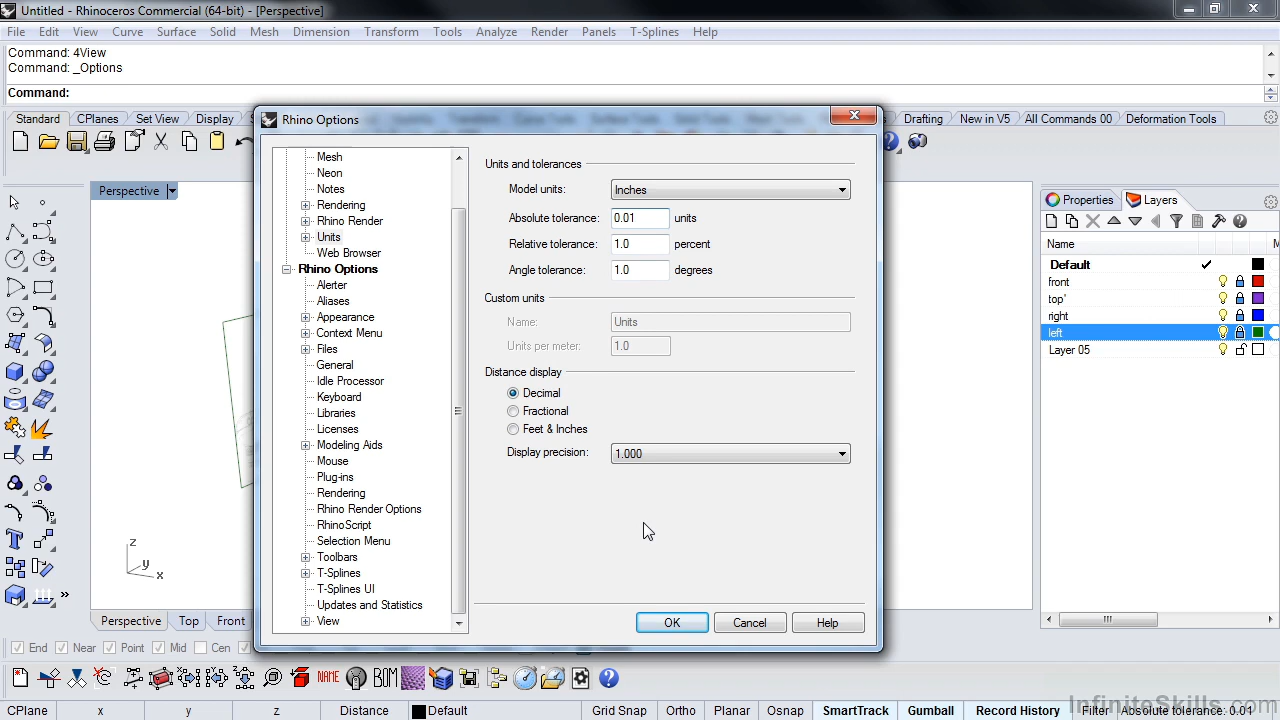 Untitled - Rhinoceros Commercial (64-bit) - [Perspective]
File Edit View Curve Surface Solid Mesh Dimension Transform Tools Analyze Render Panels T-Splines Help
Command: 4View
Command: _Options
Command:
Standard CPlanes Set View Display Drafting New in V5 All Commands 00 Deformation Tools
Rhino Options
Perspective
Properties Layers
Name
Default
front
top'
right
left
Layer 05
Mesh
Neon
Notes
Rendering
Rhino Render
Units
Web Browser
Rhino Options
Alerter
Aliases
Appearance
Context Menu
Files
General
Idle Processor
Keyboard
Libraries
Licenses
Modeling Aids
Mouse
Plug-ins
Rendering
Rhino Render Options
RhinoScript
Selection Menu
Toolbars
T-Splines
T-Splines UI
Updates and Statistics
View
Units and tolerances
Model units: Inches
Absolute tolerance: 0.01 units
Relative tolerance: 1.0 percent
Angle tolerance: 1.0 degrees
Custom units
Name: Units
Units per meter: 1.0
Distance display
Decimal
Fractional
Feet & Inches
Display precision: 1.000
OK Cancel Help
z
y
x
Perspective Top Front
End Near Point Mid Cen
NAME BOM
CPlane x y z Distance Default Grid Snap Ortho Planar Osnap SmartTrack Gumball Record History Filter Absolute tolerance: 0.01
InfiniteSkills.com